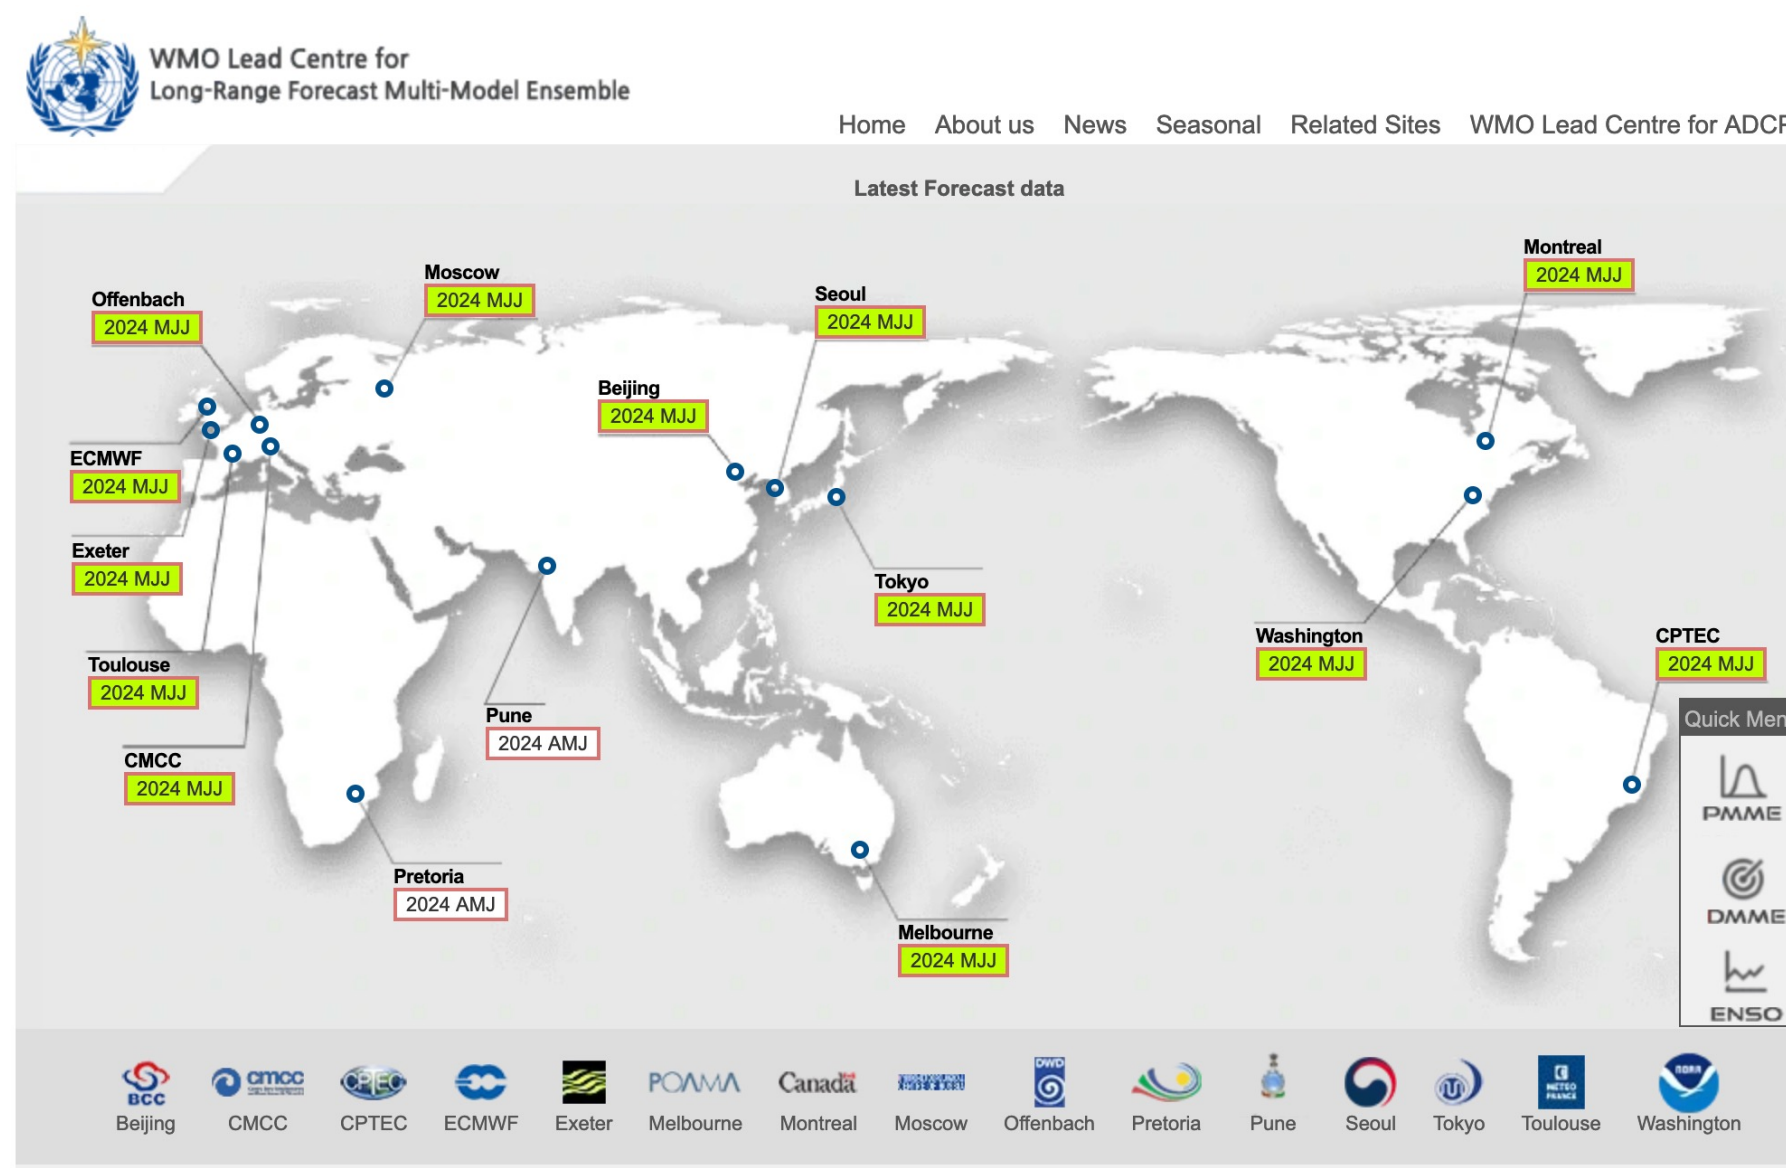 WMO Lead Centre for
Long-Range Forecast Multi-Model Ensemble
Home About us News Seasonal Related Sites WMO Lead Centre for ADCP
Latest Forecast data
Montreal
2024 MJJ
Moscow
2024 MJJ
Seoul
2024 MJJ
Offenbach
2024 MJJ
Beijing
2024 MJJ
ECMWF
2024 MJJ
Exeter
2024 MJJ
Tokyo
2024 MJJ
Washington
2024 MJJ
CPTEC
2024 MJJ
Toulouse
2024 MJJ
Pune
2024 AMJ
CMCC
2024 MJJ
Pretoria
2024 AMJ
Melbourne
2024 MJJ
Quick Men
PMME
DMME
ENSO
BCC
cmcc
CPTEC
POAMA
Canada
DWD
METEO
FRANCE
NOAA
Beijing CMCC CPTEC ECMWF Exeter Melbourne Montreal Moscow Offenbach Pretoria Pune Seoul Tokyo Toulouse Washington